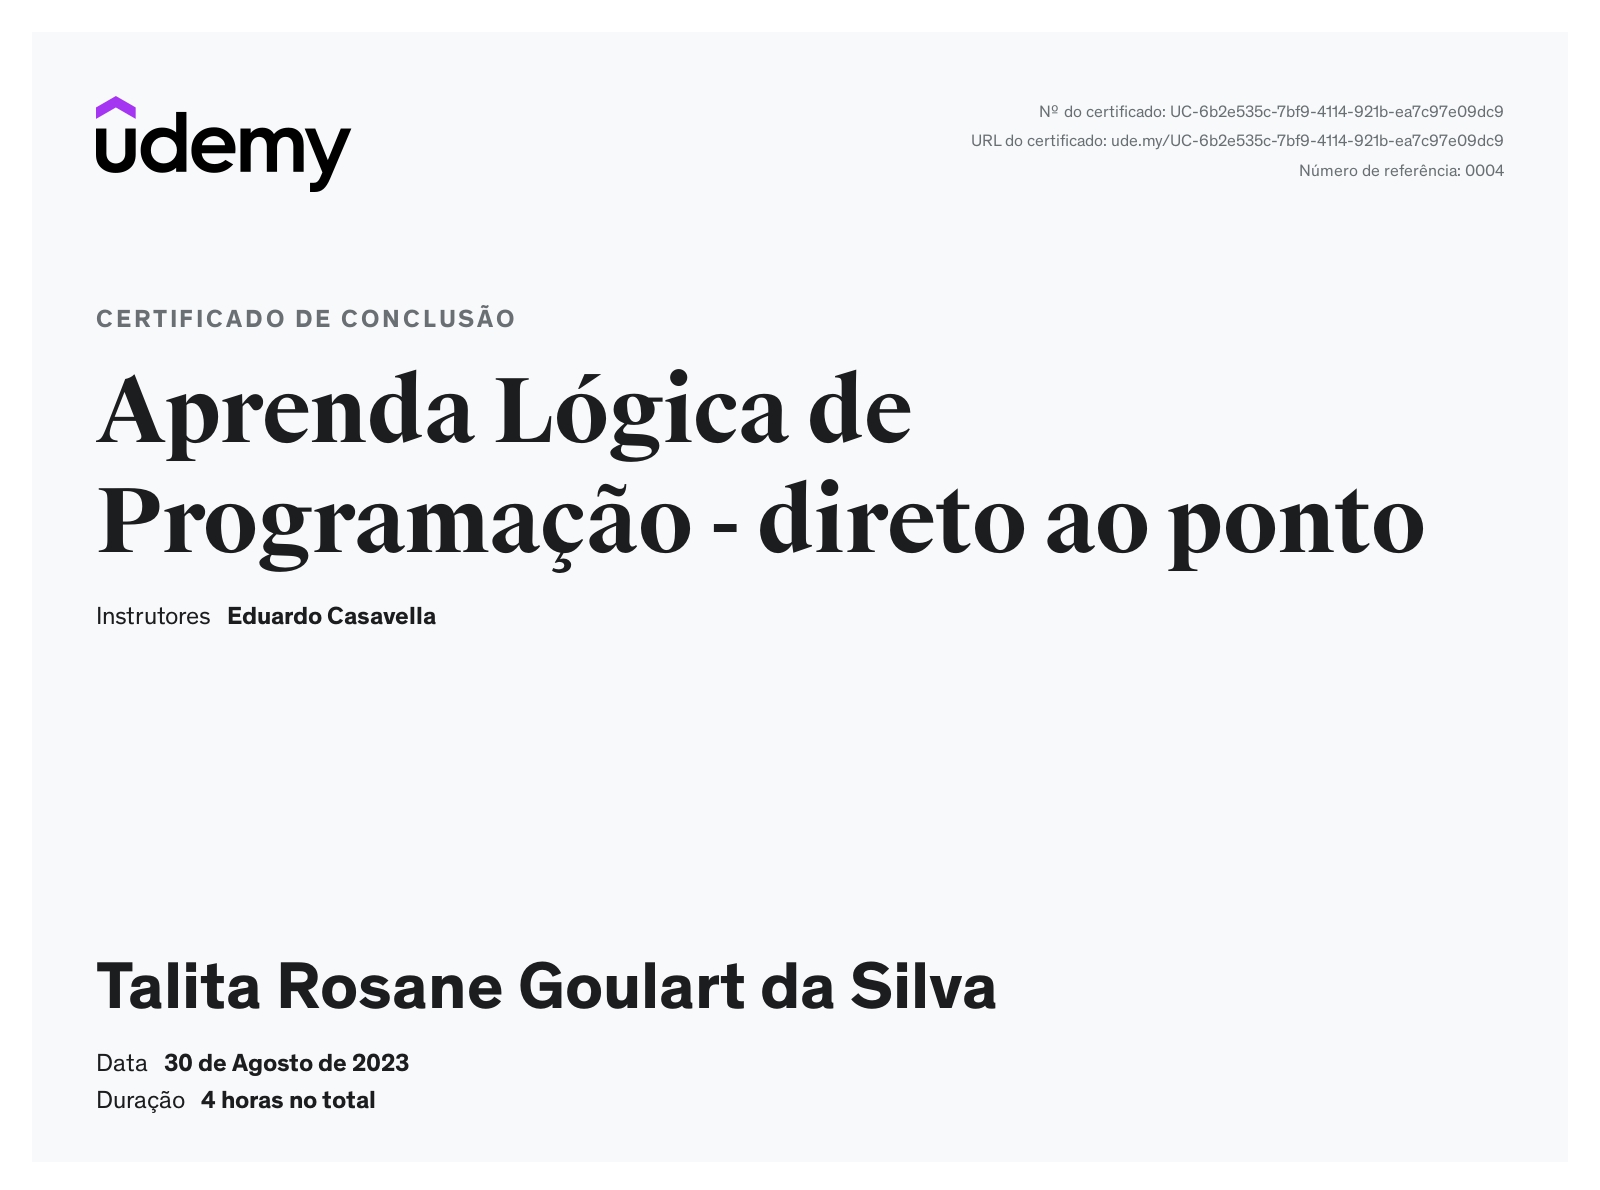 udemy
Nº do certificado: UC-6b2e535c-7bf9-4114-921b-ea7c97e09dc9
URL do certificado: ude.my/UC-6b2e535c-7bf9-4114-921b-ea7c97e09dc9
Número de referência: 0004
CERTIFICADO DE CONCLUSÃO
Aprenda Lógica de
Programação - direto ao ponto
Instrutores Eduardo Casavella
Talita Rosane Goulart da Silva
Data 30 de Agosto de 2023
Duração 4 horas no total